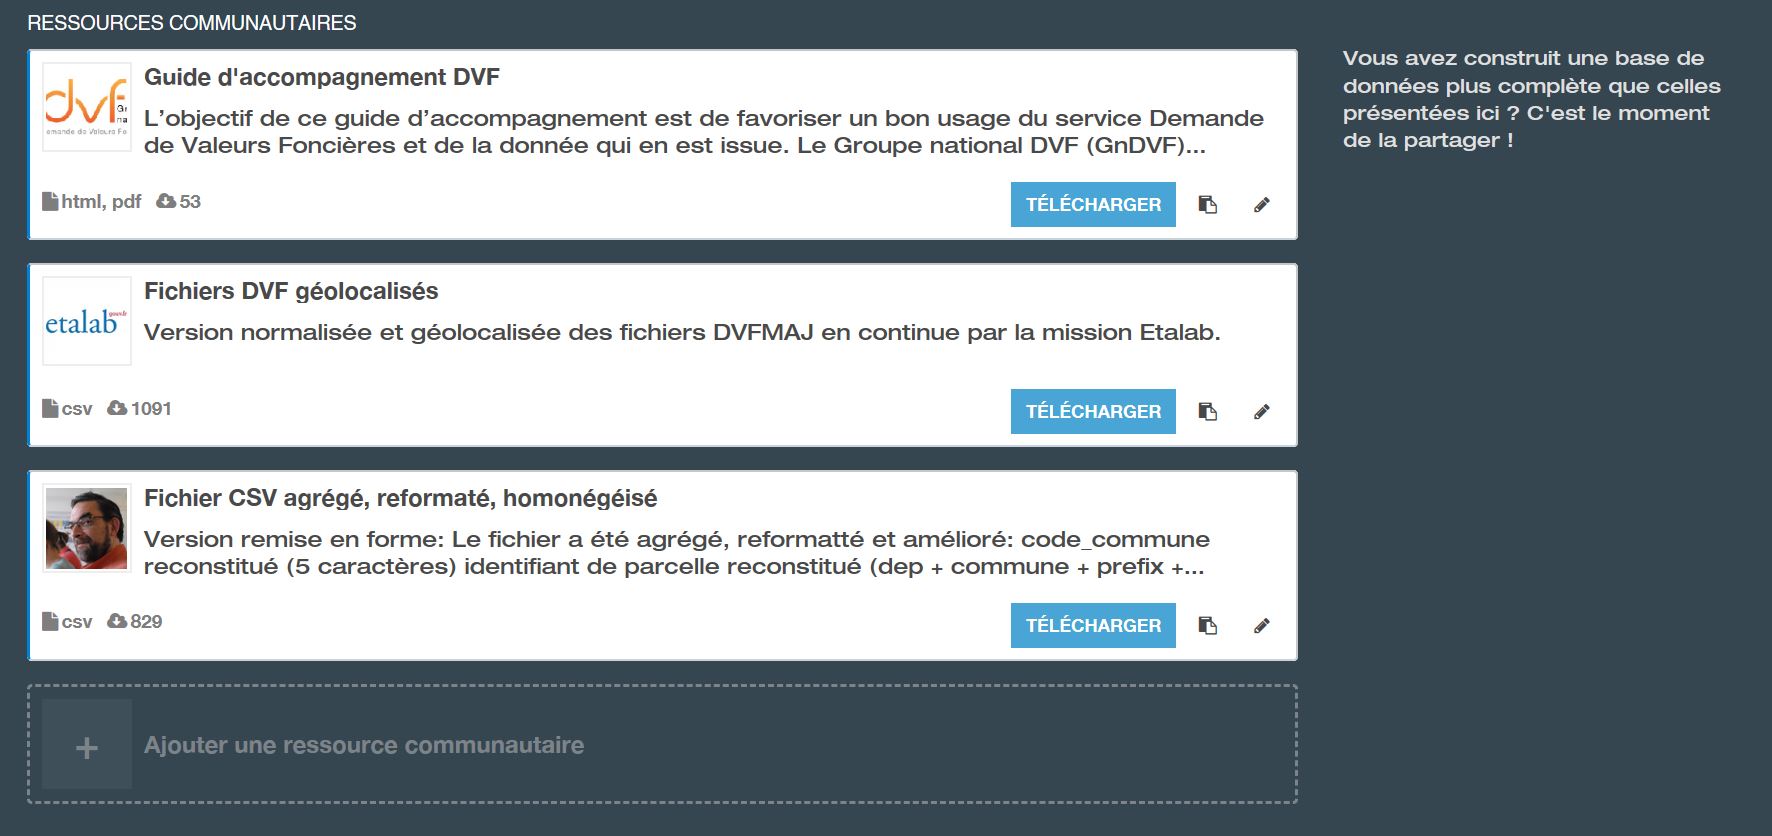 RESSOURCES COMMUNAUTAIRES
dvf
Gr
na
emande de Valeurs Fo
Guide d'accompagnement DVF
L’objectif de ce guide d’accompagnement est de favoriser un bon usage du service Demande
de Valeurs Foncières et de la donnée qui en est issue. Le Groupe national DVF (GnDVF)...
html, pdf 53
TÉLÉCHARGER
Vous avez construit une base de
données plus complète que celles
présentées ici ? C'est le moment
de la partager !
etalab gouv.fr
Fichiers DVF géolocalisés
Version normalisée et géolocalisée des fichiers DVFMAJ en continue par la mission Etalab.
csv 1091
TÉLÉCHARGER
Fichier CSV agrégé, reformaté, homonégéisé
Version remise en forme: Le fichier a été agrégé, reformatté et amélioré: code_commune
reconstitué (5 caractères) identifiant de parcelle reconstitué (dep + commune + prefix +...
csv 829
TÉLÉCHARGER
+ Ajouter une ressource communautaire